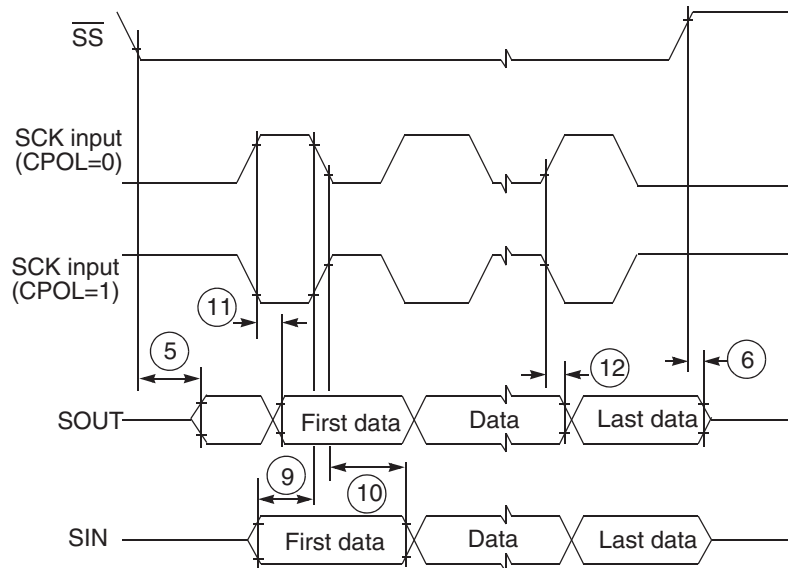 SS
SCK input
(CPOL=0)
SCK input
(CPOL=1)
11
5
12
6
SOUT
First data
Data
Last data
9
10
SIN
First data
Data
Last data